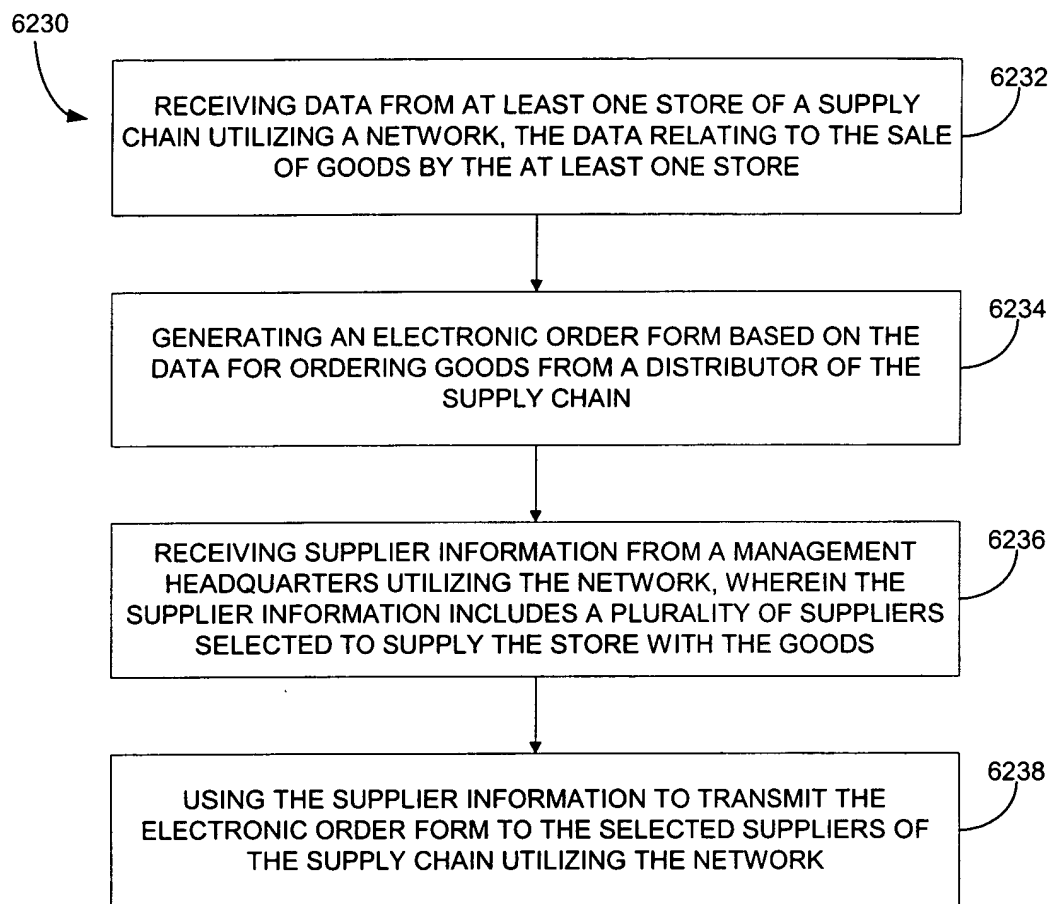 6230
6232
RECEIVING DATA FROM AT LEAST ONE STORE OF A SUPPLY
CHAIN UTILIZING A NETWORK, THE DATA RELATING TO THE SALE
OF GOODS BY THE AT LEAST ONE STORE
6234
GENERATING AN ELECTRONIC ORDER FORM BASED ON THE
DATA FOR ORDERING GOODS FROM A DISTRIBUTOR OF THE
SUPPLY CHAIN
6236
RECEIVING SUPPLIER INFORMATION FROM A MANAGEMENT
HEADQUARTERS UTILIZING THE NETWORK, WHEREIN THE
SUPPLIER INFORMATION INCLUDES A PLURALITY OF SUPPLIERS
SELECTED TO SUPPLY THE STORE WITH THE GOODS
6238
USING THE SUPPLIER INFORMATION TO TRANSMIT THE
ELECTRONIC ORDER FORM TO THE SELECTED SUPPLIERS OF
THE SUPPLY CHAIN UTILIZING THE NETWORK